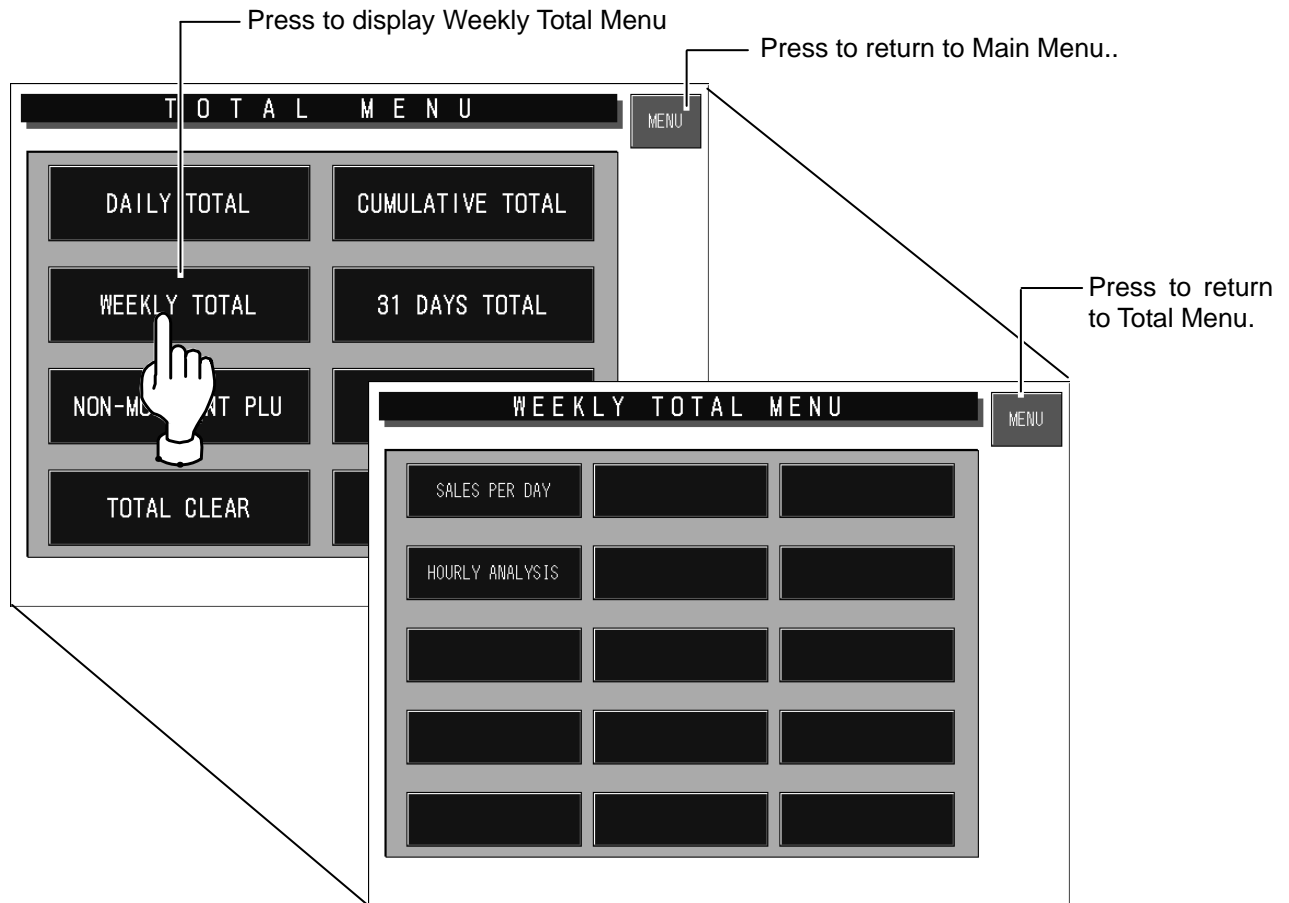 Press to display Weekly Total Menu
Press to return to Main Menu..
TOTAL MENU
MENU
DAILY TOTAL
CUMULATIVE TOTAL
WEEKLY TOTAL
31 DAYS TOTAL
Press to return
to Total Menu.
PLU
WEEKLY TOTAL MENU
MENU
SALES PER DAY
TOTAL CLEAR
HOURLY ANALYSIS